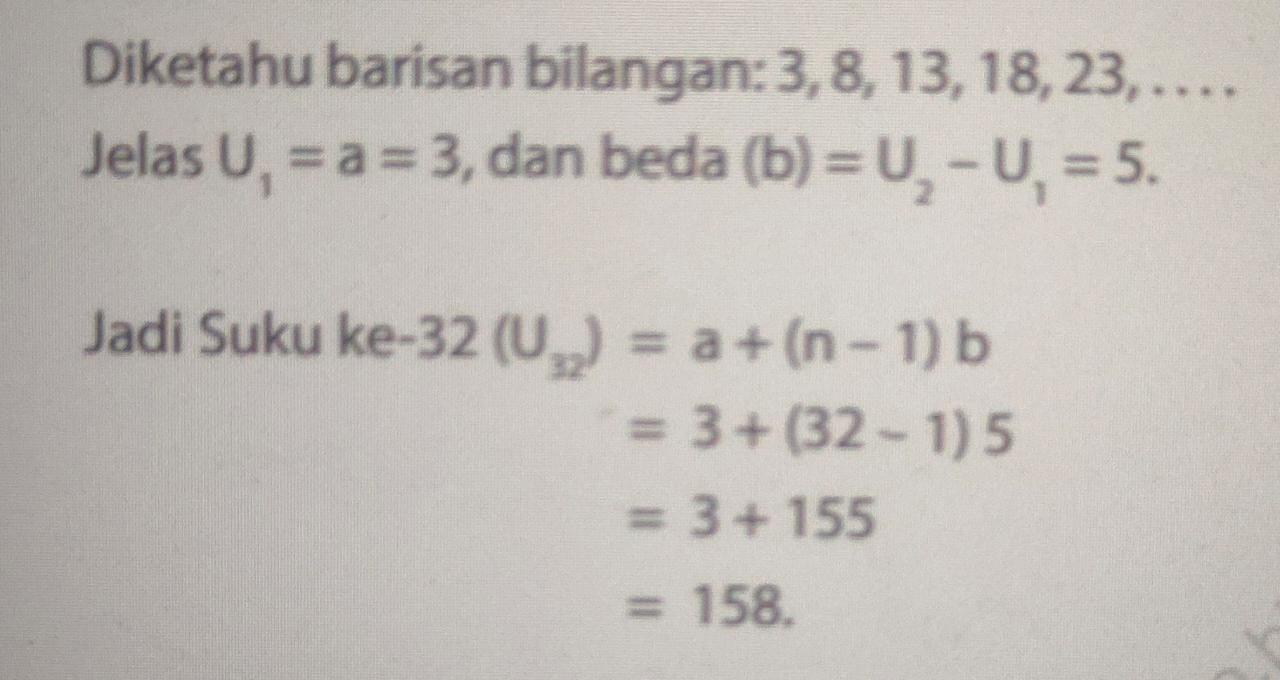 Diketahu barisan bilangan: 3, 8, 13, 18, 23, ....
Jelas U₁ = a = 3, dan beda (b) = U₂ – U₁ = 5.
Jadi Suku ke-32 (U₃₂) = a + (n – 1) b
= 3 + (32 – 1) 5
= 3 + 155
= 158.